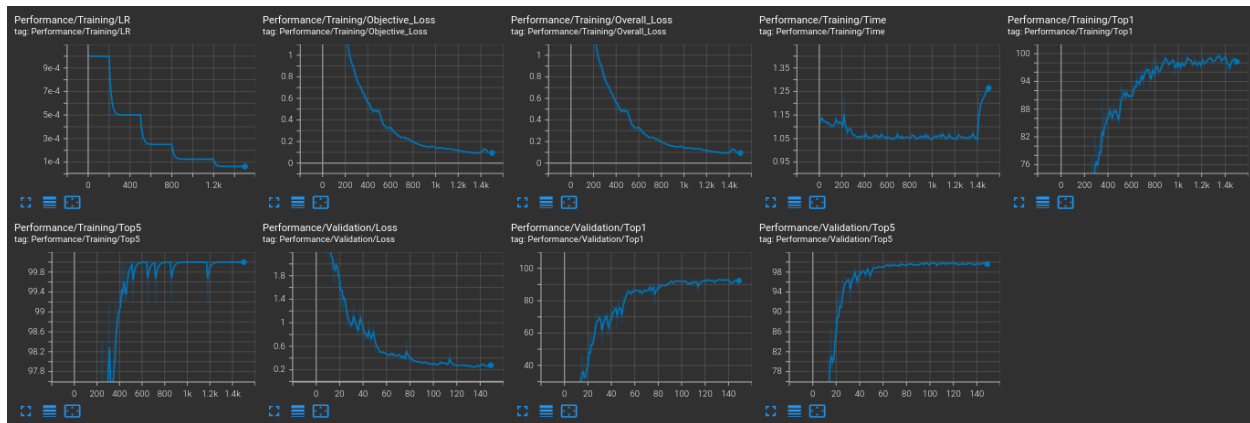 Performance/Training/LR
tag: Performance/Training/LR
9e-4
7e-4
5e-4
3e-4
1e-4
0 400 800 1.2k
Performance/Training/Objective_Loss
tag: Performance/Training/Objective_Loss
1
0.8
0.6
0.4
0.2
0
0 200 400 600 800 1k 1.2k 1.4k
Performance/Training/Overall_Loss
tag: Performance/Training/Overall_Loss
1
0.8
0.6
0.4
0.2
0
0 200 400 600 800 1k 1.2k 1.4k
Performance/Training/Time
tag: Performance/Training/Time
1.35
1.25
1.15
1.05
0.95
0 200 400 600 800 1k 1.2k 1.4k
Performance/Training/Top1
tag: Performance/Training/Top1
100
94
88
82
76
0 200 400 600 800 1k 1.2k 1.4k
Performance/Training/Top5
tag: Performance/Training/Top5
99.8
99.4
99
98.6
98.2
97.8
0 200 400 600 800 1k 1.2k 1.4k
Performance/Validation/Loss
tag: Performance/Validation/Loss
1.8
1.4
1
0.6
0.2
0 20 40 60 80 100 120 140
Performance/Validation/Top1
tag: Performance/Validation/Top1
100
80
60
40
0 20 40 60 80 100 120 140
Performance/Validation/Top5
tag: Performance/Validation/Top5
98
94
90
86
82
78
0 20 40 60 80 100 120 140